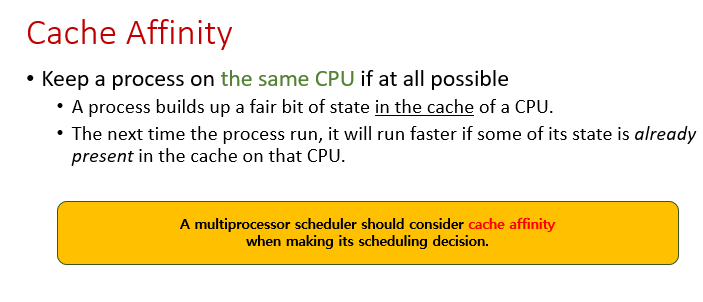 Cache Affinity
• Keep a process on the same CPU if at all possible
• A process builds up a fair bit of state in the cache of a CPU.
• The next time the process run, it will run faster if some of its state is already
present in the cache on that CPU.
A multiprocessor scheduler should consider cache affinity
when making its scheduling decision.